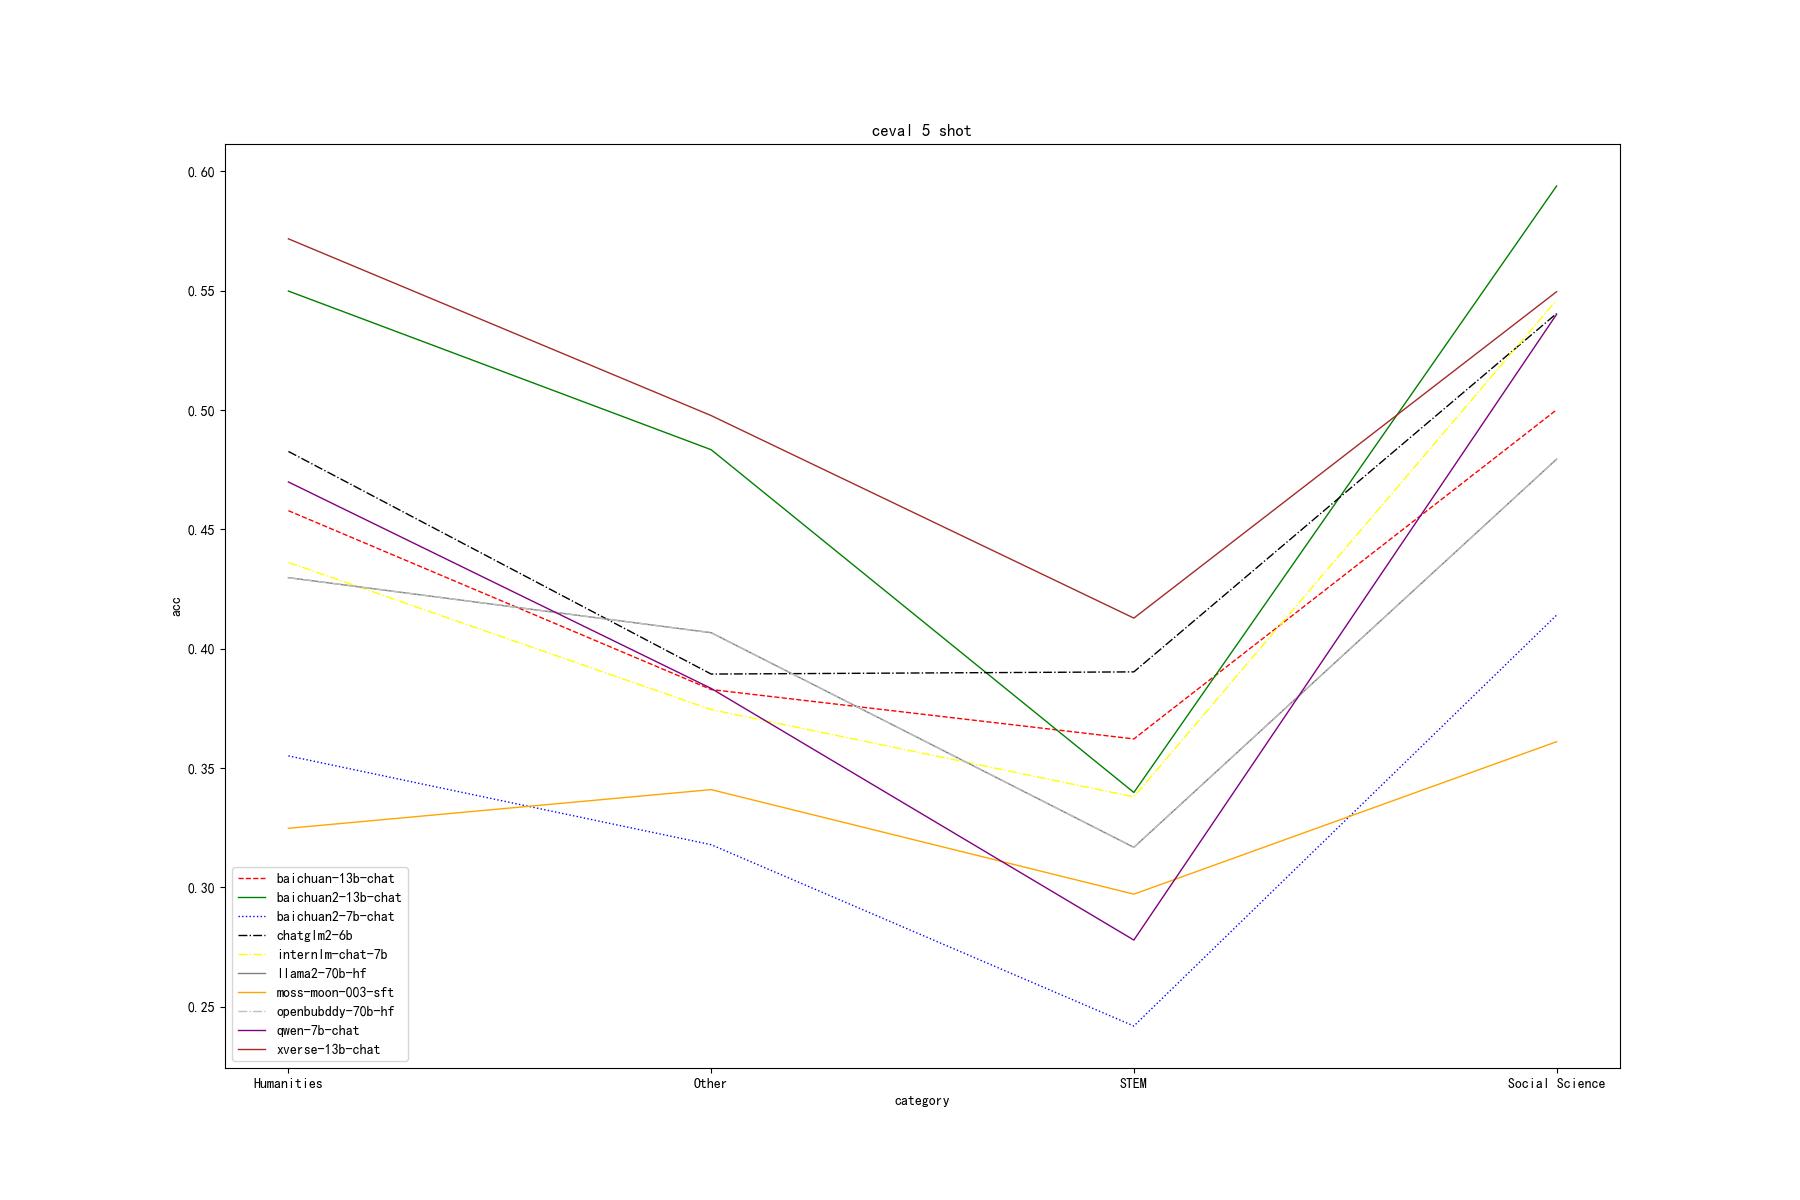 ceval 5 shot
0.60
0.55
0.50
0.45
0.40
0.35
0.30
0.25
acc
baichuan-13b-chat
baichuan2-13b-chat
baichuan2-7b-chat
chatglm2-6b
internlm-chat-7b
llama2-70b-hf
moss-moon-003-sft
openbubddy-70b-hf
qwen-7b-chat
xverse-13b-chat
Humanities Other STEM Social Science
category